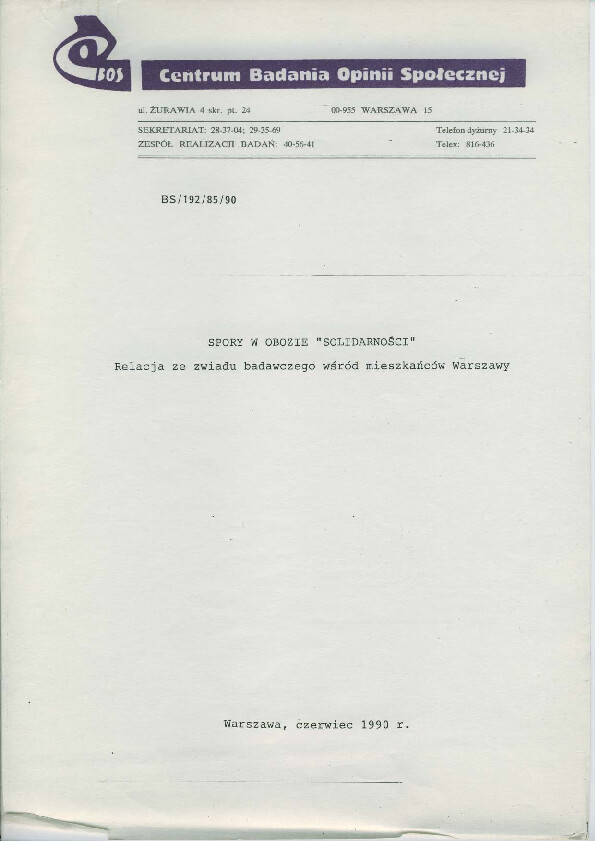 CBOS
Centrum Badania Opinii Społecznej
ul. ŻURAWIA 4 skr. pt. 24 00-955 WARSZAWA 15
SEKRETARIAT: 28-37-04; 29-35-69 Telefon dyżurny 21-34-34
ZESPÓŁ REALIZACJI BADAŃ: 40-56-41 Telex: 816-436
BS/192/85/90
SPORY W OBOZIE "SOLIDARNOŚCI"
Relacja ze zwiadu badawczego wśród mieszkańców Warszawy
Warszawa, czerwiec 1990 r.